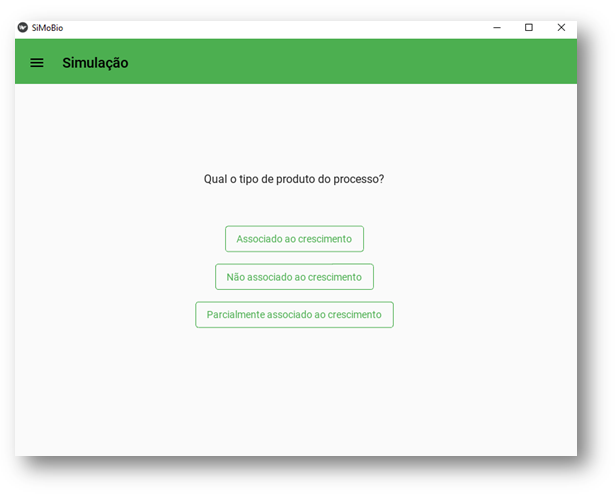 SiMoBio
Simulação
Qual o tipo de produto do processo?
Associado ao crescimento
Não associado ao crescimento
Parcialmente associado ao crescimento